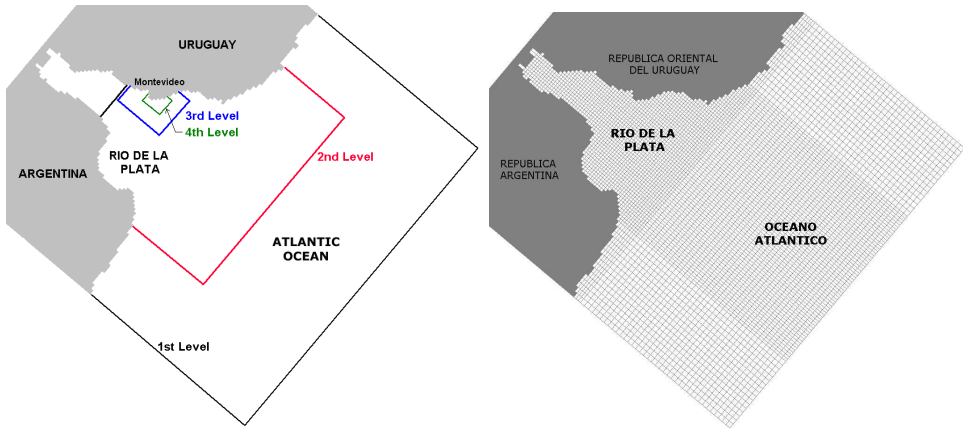 URUGUAY
Montevideo
3rd Level
4th Level
RIO DE LA
PLATA
2nd Level
ARGENTINA
ATLANTIC
OCEAN
1st Level
REPUBLICA ORIENTAL
DEL URUGUAY
RIO DE LA
PLATA
REPUBLICA
ARGENTINA
OCEANO
ATLANTICO